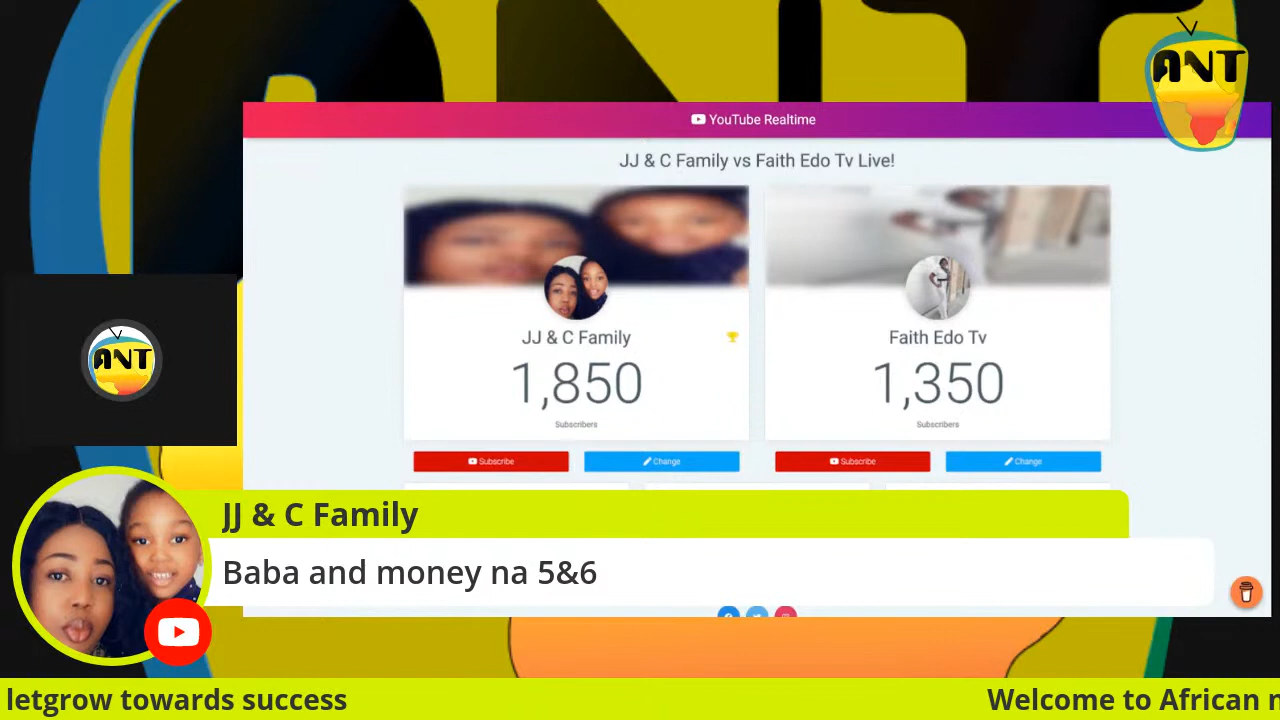 ANT
YouTube Realtime
JJ & C Family vs Faith Edo Tv Live!
JJ & C Family
1,850
Subscribers
Subscribe
Change
Faith Edo Tv
1,350
Subscribers
Subscribe
Change
ANT
JJ & C Family
Baba and money na 5&6
letgrow towards success
Welcome to African